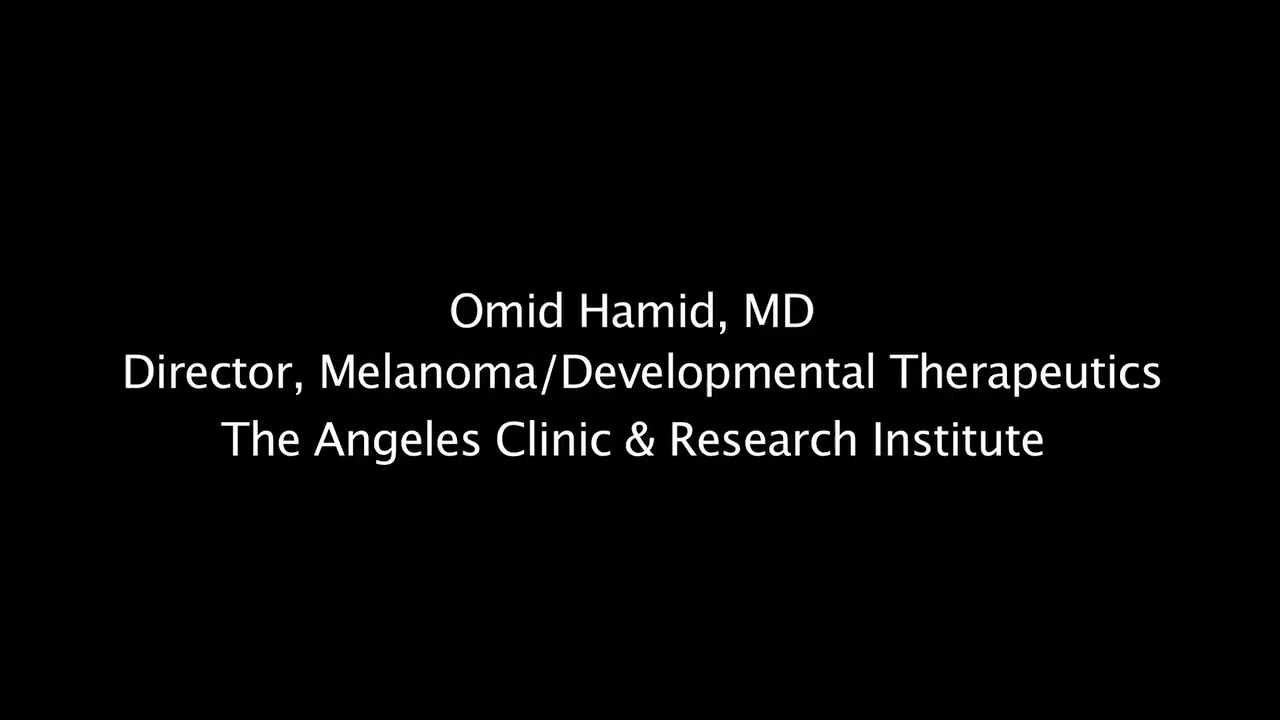 Omid Hamid, MD
Director, Melanoma/Developmental Therapeutics
The Angeles Clinic & Research Institute